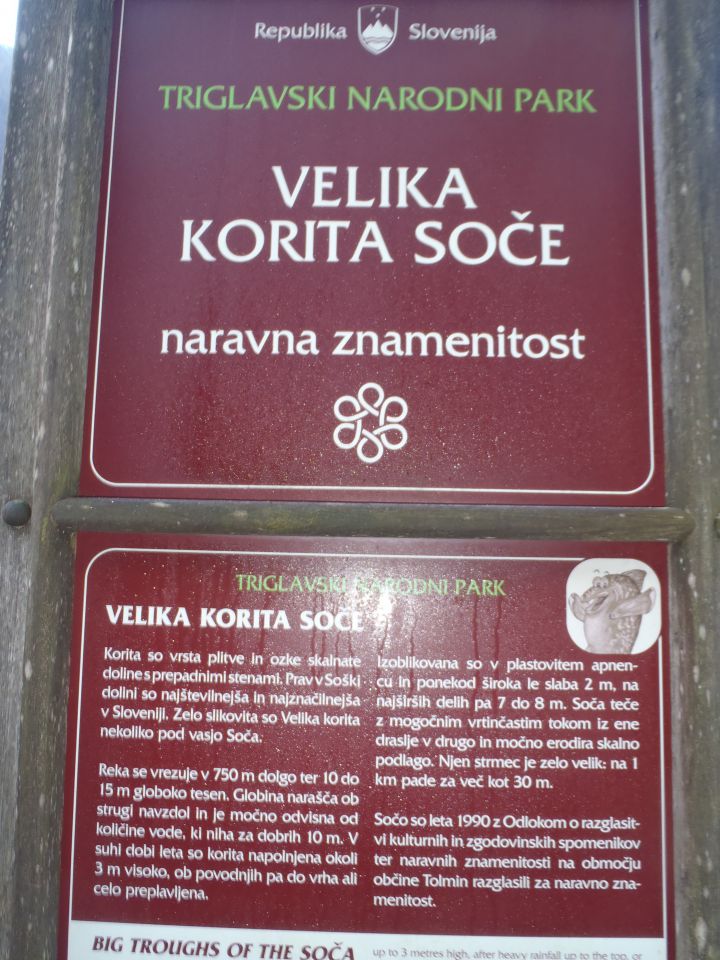 Republika Slovenija
TRIGLAVSKI NARODNI PARK
VELIKA
KORITA SOČE
naravna znamenitost
TRIGLAVSKI NARODNI PARK
VELIKA KORITA SOČE
Korita so vrsta plitve in ozke skalnate
doline s prepadnimi stenami. Prav v Soški
dolini so najštevilnejša in najznačilnejša
v Sloveniji. Zelo slikovita so Velika korita
nekoliko pod vasjo Soča.
Reka se vrezuje v 750 m dolgo ter 10 do
15 m globoko tesen. Globina narašča ob
strugi navzdol in je močno odvisna od
količine vode, ki niha za dobrih 10 m. V
suhi dobi leta so korita napolnjena okoli
3 m visoko, ob povodnjih pa do vrha ali
celo preplavljena.
Izoblikovana so v plastovitem apnen-
cu in ponekod široka le slaba 2 m, na
najširših delih pa 7 do 8 m. Soča teče
z mogočnim vrtinčastim tokom iz ene
draslje v drugo in močno erodira skalno
podlago. Njen strmec je zelo velik: na 1
km pade za več kot 30 m.
Sočo so leta 1990 z Odlokom o razglasit-
vi kulturnih in zgodovinskih spomenikov
ter naravnih znamenitosti na območju
občine Tolmin razglasili za naravno zna-
menitost.
BIG TROUGHS OF THE SOČA
up to 3 metres high, after heavy rainfall up to the top, or